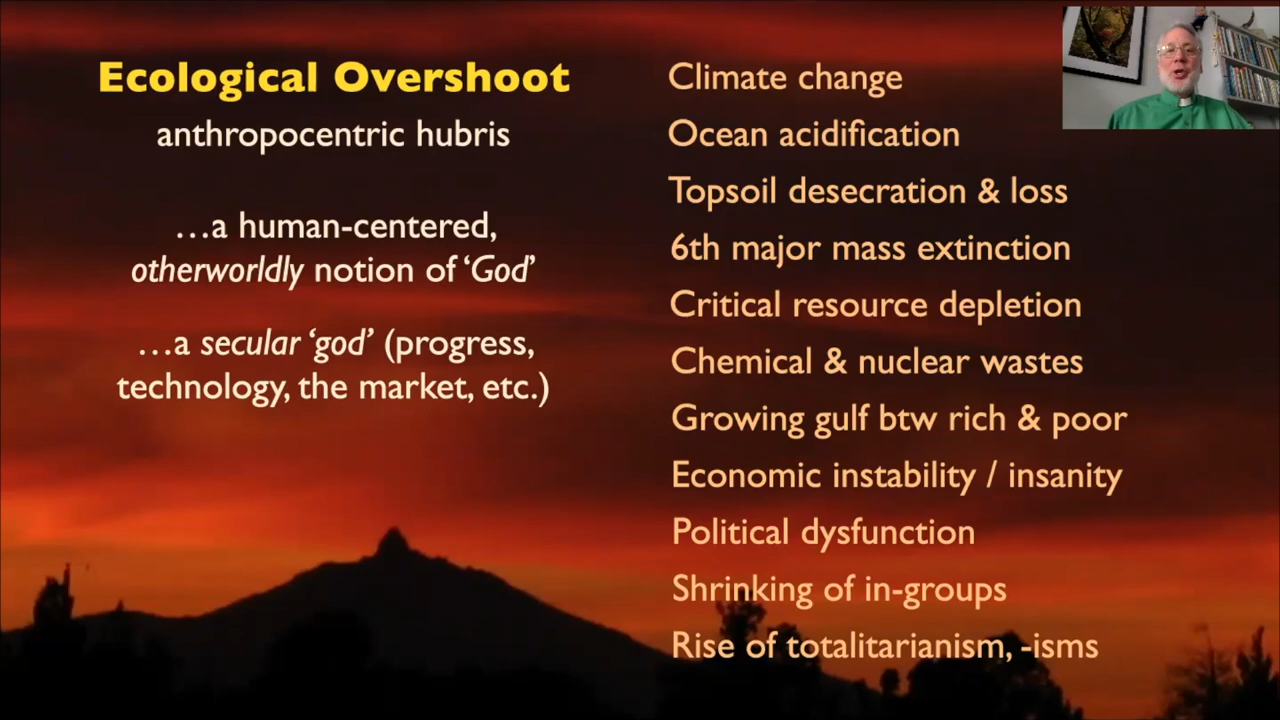 Ecological Overshoot
anthropocentric hubris
…a human-centered,
otherworldly notion of ‘God’
…a secular ‘god’ (progress,
technology, the market, etc.)
Climate change
Ocean acidification
Topsoil desecration & loss
6th major mass extinction
Critical resource depletion
Chemical & nuclear wastes
Growing gulf btw rich & poor
Economic instability / insanity
Political dysfunction
Shrinking of in-groups
Rise of totalitarianism, -isms